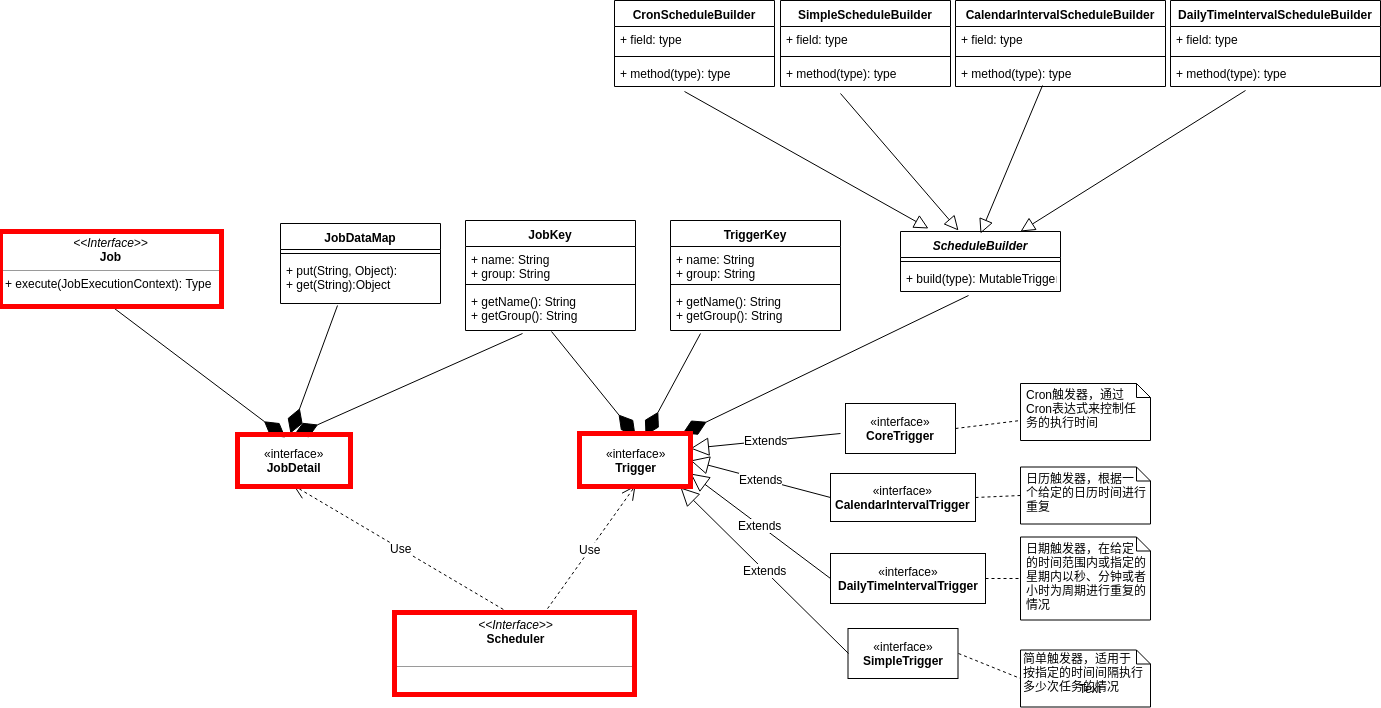 CronScheduleBuilder
+ field: type
+ method(type): type
SimpleScheduleBuilder
+ field: type
+ method(type): type
CalendarIntervalScheduleBuilder
+ field: type
+ method(type): type
DailyTimeIntervalScheduleBuilder
+ field: type
+ method(type): type
<<Interface>>
Job
+ execute(JobExecutionContext): Type
JobDataMap
+ put(String, Object):
+ get(String):Object
JobKey
+ name: String
+ group: String
+ getName(): String
+ getGroup(): String
TriggerKey
+ name: String
+ group: String
+ getName(): String
+ getGroup(): String
ScheduleBuilder
+ build(type): MutableTrigge
«interface»
JobDetail
«interface»
Trigger
Extends
«interface»
CoreTrigger
Cron触发器，通过
Cron表达式来控制任
务的执行时间
Extends
«interface»
CalendarIntervalTrigger
日历触发器，根据一
个给定的日历时间进行
重复
Extends
«interface»
DailyTimeIntervalTrigger
日期触发器，在给定
的时间范围内或指定的
星期内以秒、分钟或者
小时为周期进行重复的
情况
Extends
«interface»
SimpleTrigger
简单触发器，适用于
按指定的时间间隔执行
多少次任务的情况
Text
Use
Use
<<Interface>>
Scheduler